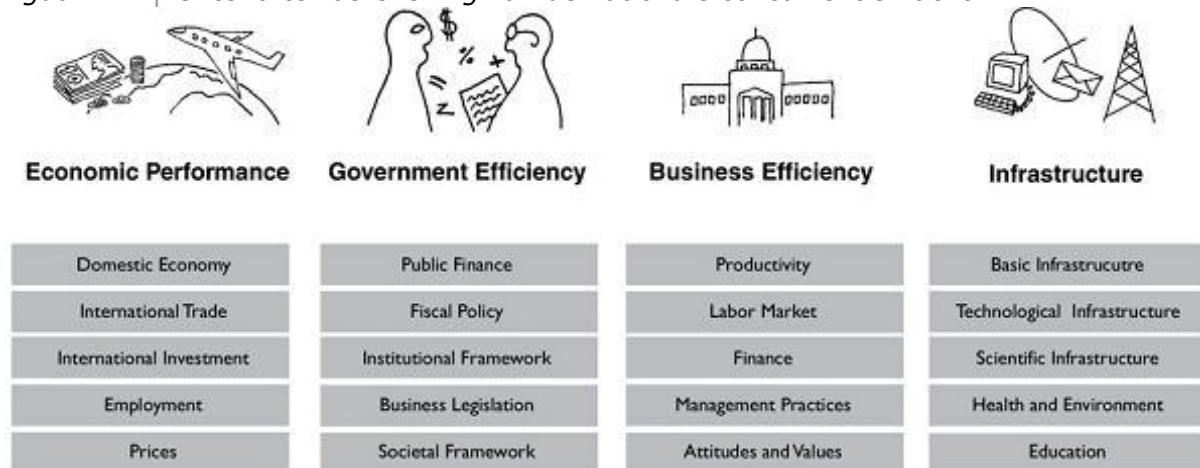 Economic Performance
Government Efficiency
Business Efficiency
Infrastructure
Domestic Economy
Public Finance
Productivity
Basic Infrastrucutre
International Trade
Fiscal Policy
Labor Market
Technological Infrastructure
International Investment
Institutional Framework
Finance
Scientific Infrastructure
Employment
Business Legislation
Management Practices
Health and Environment
Prices
Societal Framework
Attitudes and Values
Education
$
%
+
=
z